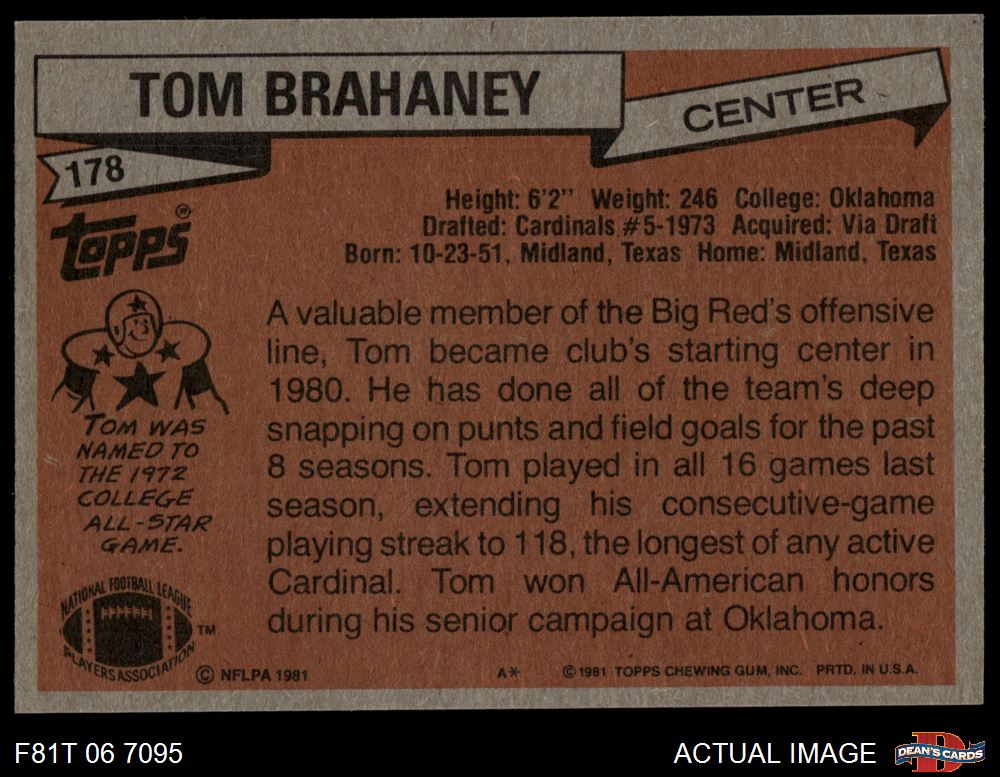 TOM BRAHANEY
CENTER
178
Topps®
Height: 6'2" Weight: 246 College: Oklahoma
Drafted: Cardinals #5-1973 Acquired: Via Draft
Born: 10-23-51, Midland, Texas Home: Midland, Texas
A valuable member of the Big Red's offensive
line, Tom became club's starting center in
1980. He has done all of the team's deep
snapping on punts and field goals for the past
8 seasons. Tom played in all 16 games last
season, extending his consecutive-game
playing streak to 118, the longest of any active
Cardinal. Tom won All-American honors
during his senior campaign at Oklahoma.
TOM WAS
NAMED TO
THE 1972
COLLEGE
ALL-STAR
GAME.
NATIONAL FOOTBALL LEAGUE
PLAYERS ASSOCIATION
TM
© NFLPA 1981
A*
© 1981 TOPPS CHEWING GUM, INC. PRTD. IN U.S.A.
F81T 06 7095
ACTUAL IMAGE
D
DEAN'S CARDS